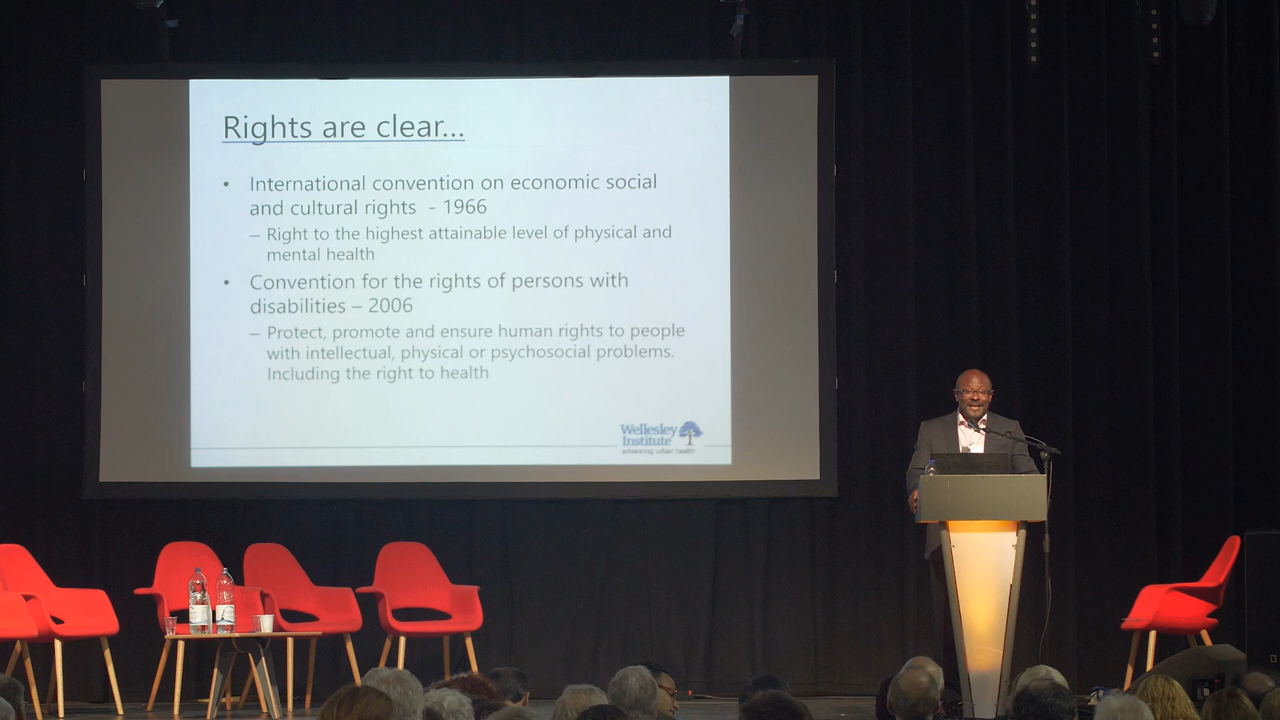 Rights are clear...
• International convention on economic social
and cultural rights - 1966
– Right to the highest attainable level of physical and
mental health
• Convention for the rights of persons with
disabilities – 2006
– Protect, promote and ensure human rights to people
with intellectual, physical or psychosocial problems.
Including the right to health
Wellesley
Institute
advancing urban health